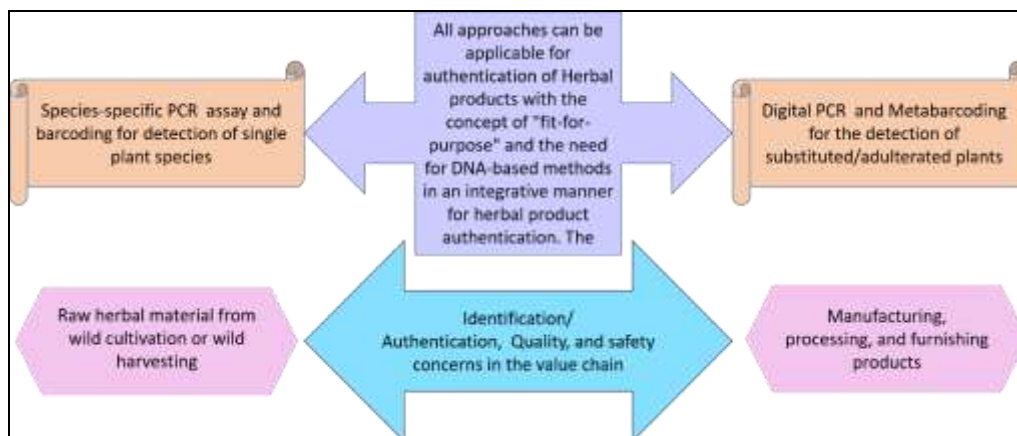 All approaches can be
applicable for
authentication of Herbal
products with the
concept of "fit-for-
purpose" and the need
for DNA-based methods
in an integrative manner
for herbal product
authentication. The
Species-specific PCR assay and
barcoding for detection of single
plant species
Digital PCR and Metabarcoding
for the detection of
substituted/adulterated plants
Raw herbal material from
wild cultivation or wild
harvesting
Identification/
Authentication, Quality, and safety
concerns in the value chain
Manufacturing,
processing, and furnishing
products